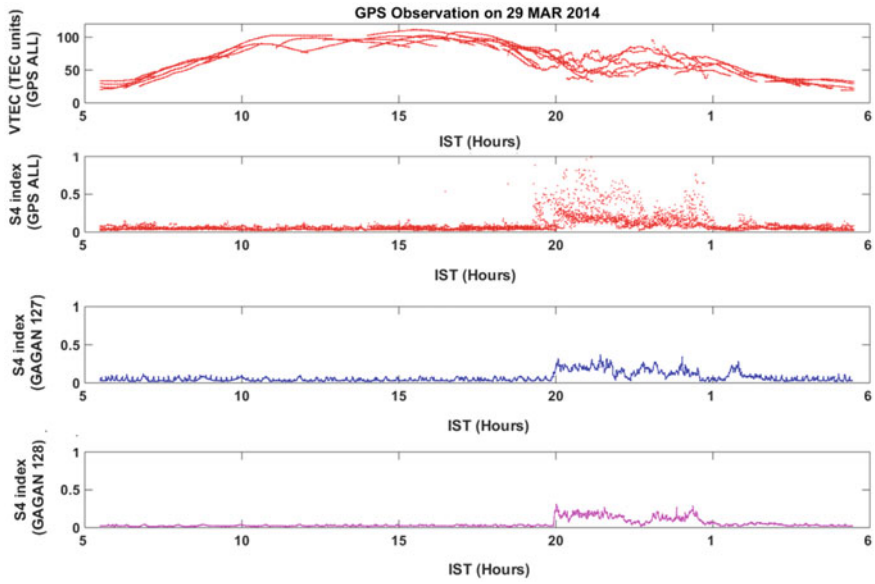 GPS Observation on 29 MAR 2014
VTEC (TEC units)
(GPS ALL)
100
50
0
5 10 15 20 1 6
IST (Hours)
S4 index
(GPS ALL)
1
0.5
0
5 10 15 20 1 6
IST (Hours)
S4 index
(GAGAN 127)
1
0.5
0
5 10 15 20 1 6
IST (Hours)
S4 index
(GAGAN 128)
1
0.5
0
5 10 15 20 1 6
IST (Hours)